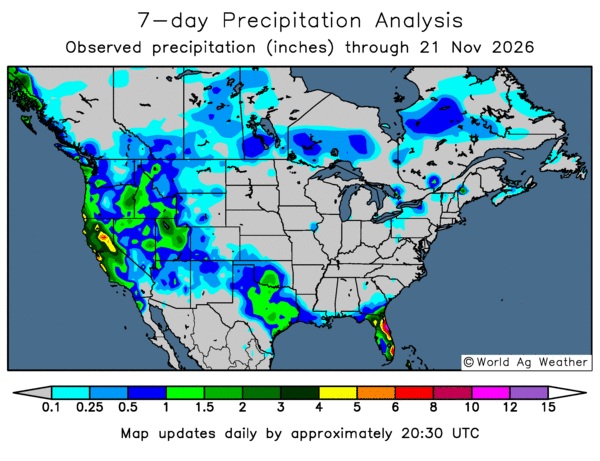 7-day Precipitation Analysis
Observed precipitation (inches) through 21 Nov 2026
© World Ag Weather
0.1 0.25 0.5 1 1.5 2 3 4 5 6 8 10 12 15
Map updates daily by approximately 20:30 UTC